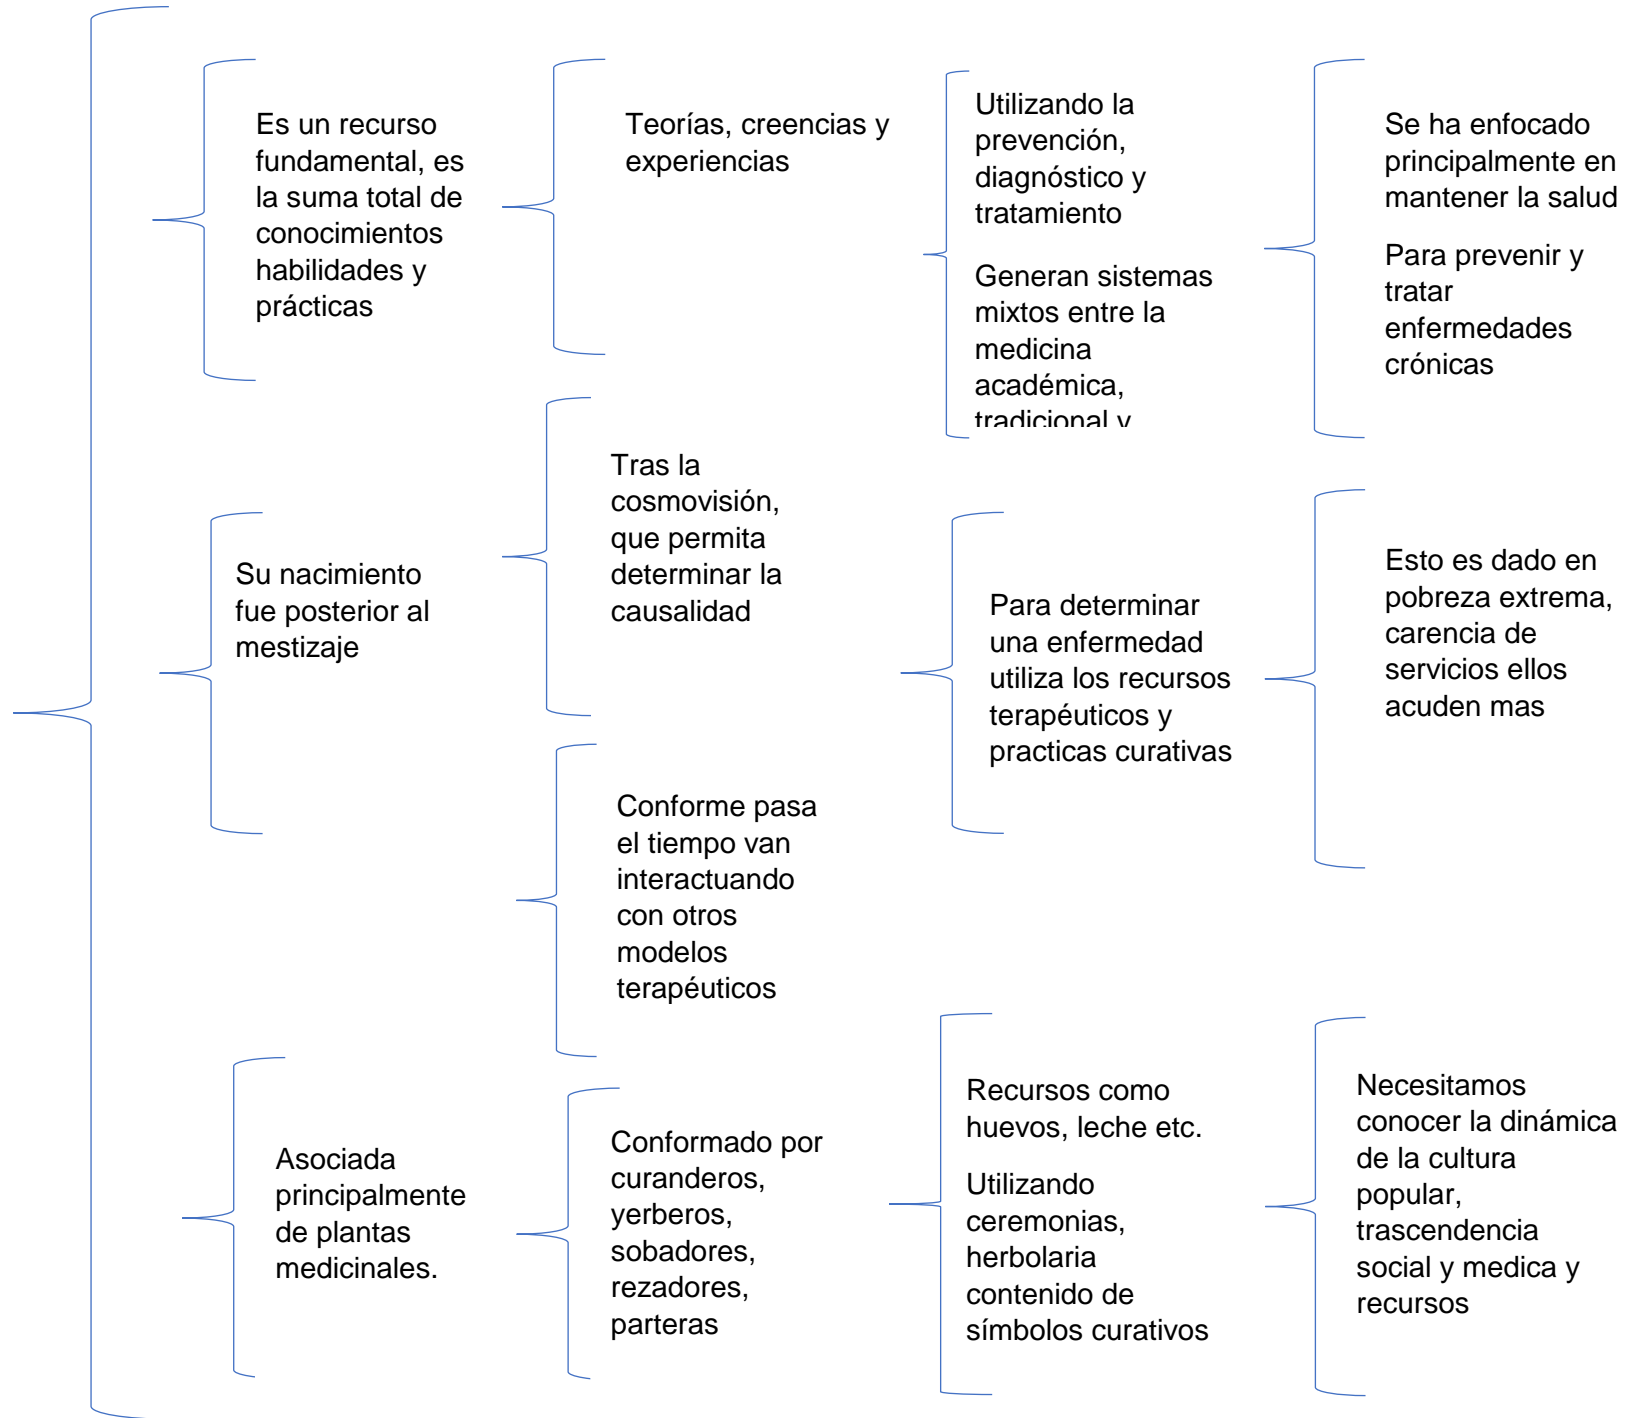 Es un recurso
fundamental, es
la suma total de
conocimientos
habilidades y
prácticas
Teorías, creencias y
experiencias
Utilizando la
prevención,
diagnóstico y
tratamiento
Generan sistemas
mixtos entre la
medicina
académica,
tradicional y
Se ha enfocado
principalmente en
mantener la salud
Para prevenir y
tratar
enfermedades
crónicas
Su nacimiento
fue posterior al
mestizaje
Tras la
cosmovisión,
que permita
determinar la
causalidad
Conforme pasa
el tiempo van
interactuando
con otros
modelos
terapéuticos
Para determinar
una enfermedad
utiliza los recursos
terapéuticos y
practicas curativas
Esto es dado en
pobreza extrema,
carencia de
servicios ellos
acuden mas
Asociada
principalmente
de plantas
medicinales.
Conformado por
curanderos,
yerberos,
sobadores,
rezadores,
parteras
Recursos como
huevos, leche etc.
Utilizando
ceremonias,
herbolaria
contenido de
símbolos curativos
Necesitamos
conocer la dinámica
de la cultura
popular,
trascendencia
social y medica y
recursos